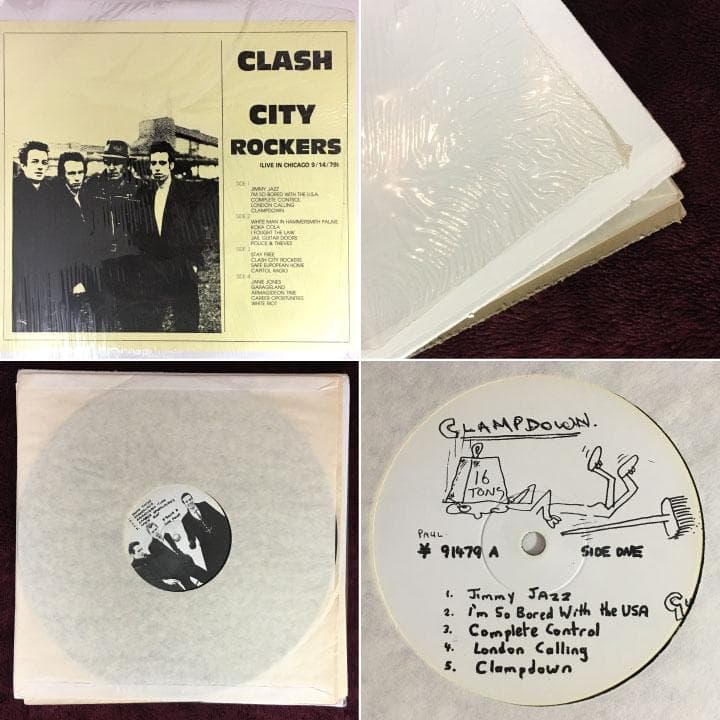 CLASH
CITY
ROCKERS
(LIVE IN CHICAGO 9/14/79)
SIDE 1
JIMMY JAZZ
I'M SO BORED WITH THE U.S.A.
COMPLETE CONTROL
LONDON CALLING
CLAMPDOWN
SIDE 2
WHITE MAN IN HAMMERSMITH PALAIS
KOKA COLA
I FOUGHT THE LAW
JAIL GUITAR DOORS
POLICE & THIEVES
SIDE 3
STAY FREE
CLASH CITY ROCKERS
SAFE EUROPEAN HOME
CAPITOL RADIO
SIDE 4
JANIE JONES
GARAGELAND
ARMAGIDEON TIME
CAREER OPORTUNITIES
WHITE RIOT
CLAMPDOWN.
16
TONS
PAUL
91479 A SIDE ONE
1. Jimmy JAZZ
2. I'm So Bored With the USA
3. Complete Control
4. London Calling
5. Clampdown